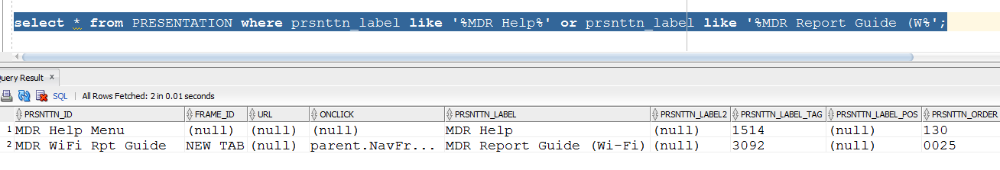 select * from PRESENTATION where prsnttn_label like '%MDR Help%' or prsnttn_label like '%MDR Report Guide (W%';
Query Result x
SQL | All Rows Fetched: 2 in 0.01 seconds
PRSNTTN_ID FRAME_ID URL ONCLICK PRSNTTN_LABEL PRSNTTN_LABEL2 PRSNTTN_LABEL_TAG PRSNTTN_LABEL_POS PRSNTTN_ORDER
1 MDR Help Menu (null) (null) (null) MDR Help (null) 1514 (null) 130
2 MDR WiFi Rpt Guide NEW TAB (null) parent.NavFr... MDR Report Guide (Wi-Fi) (null) 3092 (null) 0025